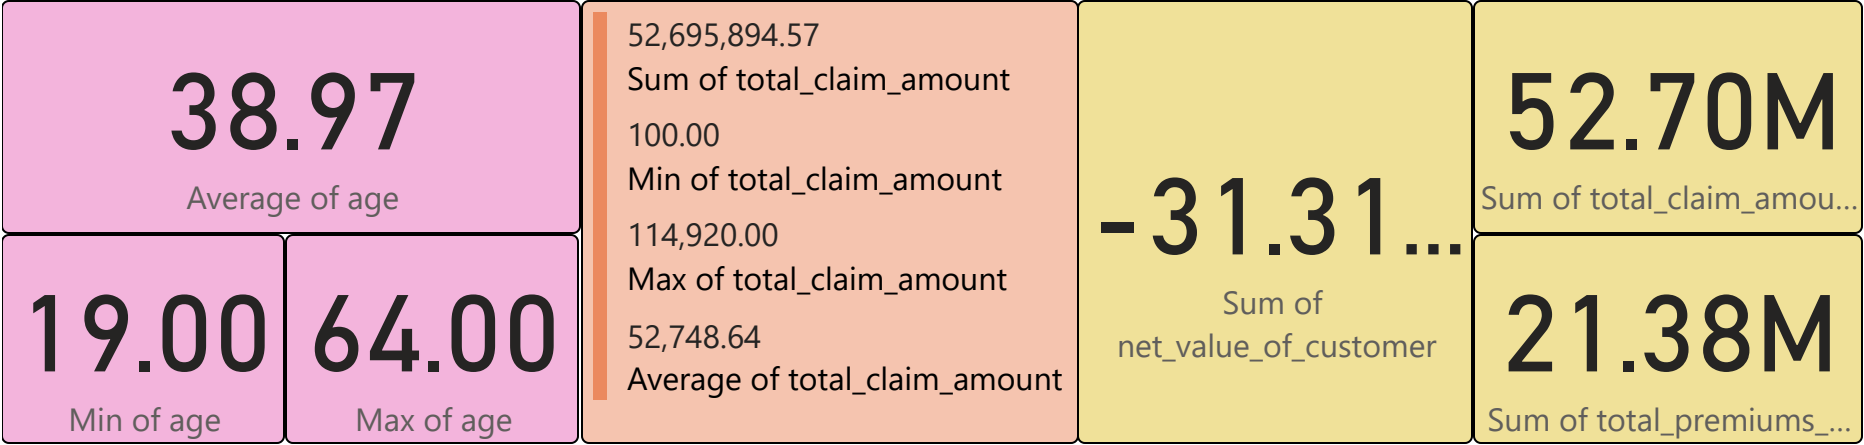 38.97
Average of age
19.00
Min of age
64.00
Max of age
52,695,894.57
Sum of total_claim_amount
100.00
Min of total_claim_amount
114,920.00
Max of total_claim_amount
52,748.64
Average of total_claim_amount
-31.31...
Sum of
net_value_of_customer
52.70M
Sum of total_claim_amou...
21.38M
Sum of total_premiums_...